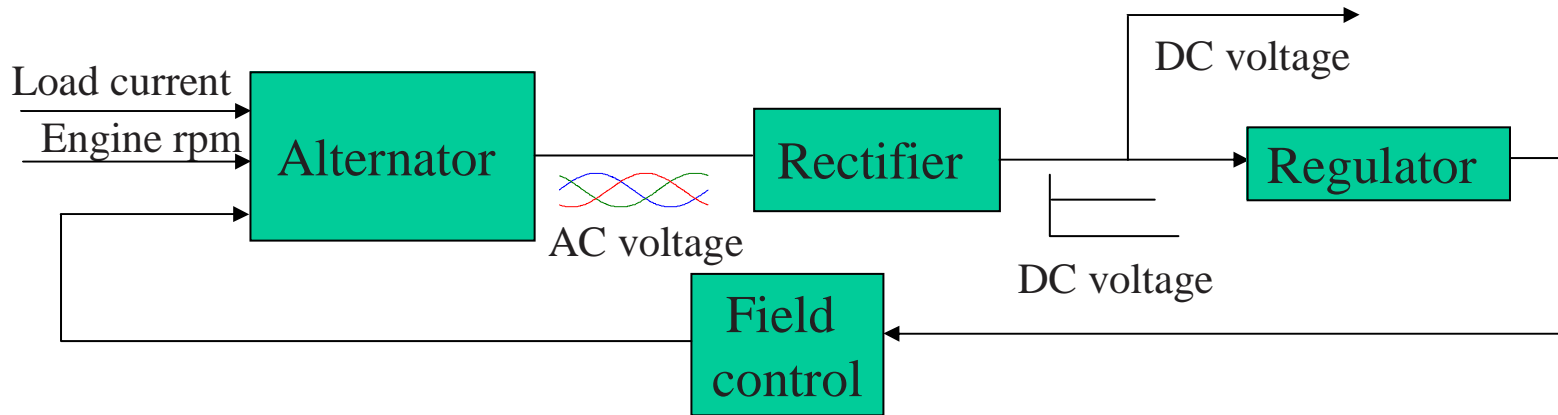 DC voltage
Load current
Engine rpm
Alternator
Rectifier
Regulator
AC voltage
DC voltage
Field
control